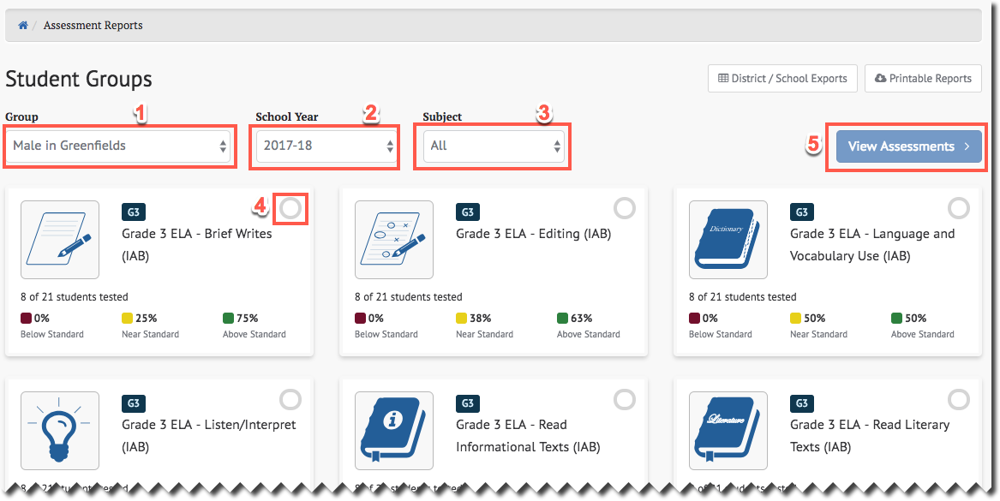 Assessment Reports
Student Groups
District / School Exports
Printable Reports
Group
1
School Year
2
Subject
3
Male in Greenfields
2017-18
All
5
View Assessments
4
G3
Grade 3 ELA - Brief Writes
(IAB)
8 of 21 students tested
0%
25%
75%
Below Standard
Near Standard
Above Standard
G3
Grade 3 ELA - Editing (IAB)
8 of 21 students tested
0%
38%
63%
Below Standard
Near Standard
Above Standard
Dictionary
G3
Grade 3 ELA - Language and
Vocabulary Use (IAB)
8 of 21 students tested
0%
50%
50%
Below Standard
Near Standard
Above Standard
G3
Grade 3 ELA - Listen/Interpret
(IAB)
G3
Grade 3 ELA - Read
Informational Texts (IAB)
Literature
G3
Grade 3 ELA - Read Literary
Texts (IAB)